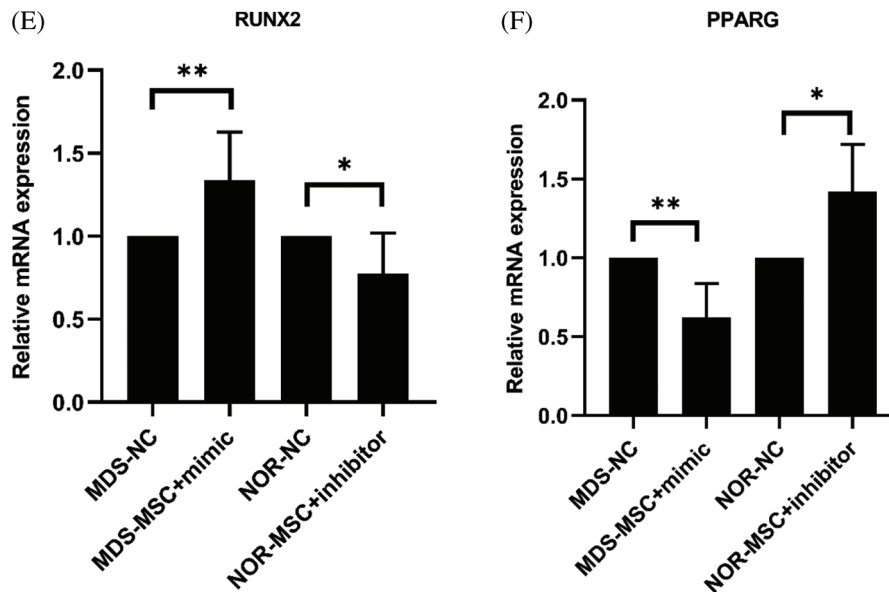 (E)
RUNX2
Relative mRNA expression
2.0
1.5
1.0
0.5
0.0
**
*
MDS-NC
MDS-MSC+mimic
NOR-NC
NOR-MSC+inhibitor
(F)
PPARG
Relative mRNA expression
2.0
1.5
1.0
0.5
0.0
**
*
MDS-NC
MDS-MSC+mimic
NOR-NC
NOR-MSC+inhibitor